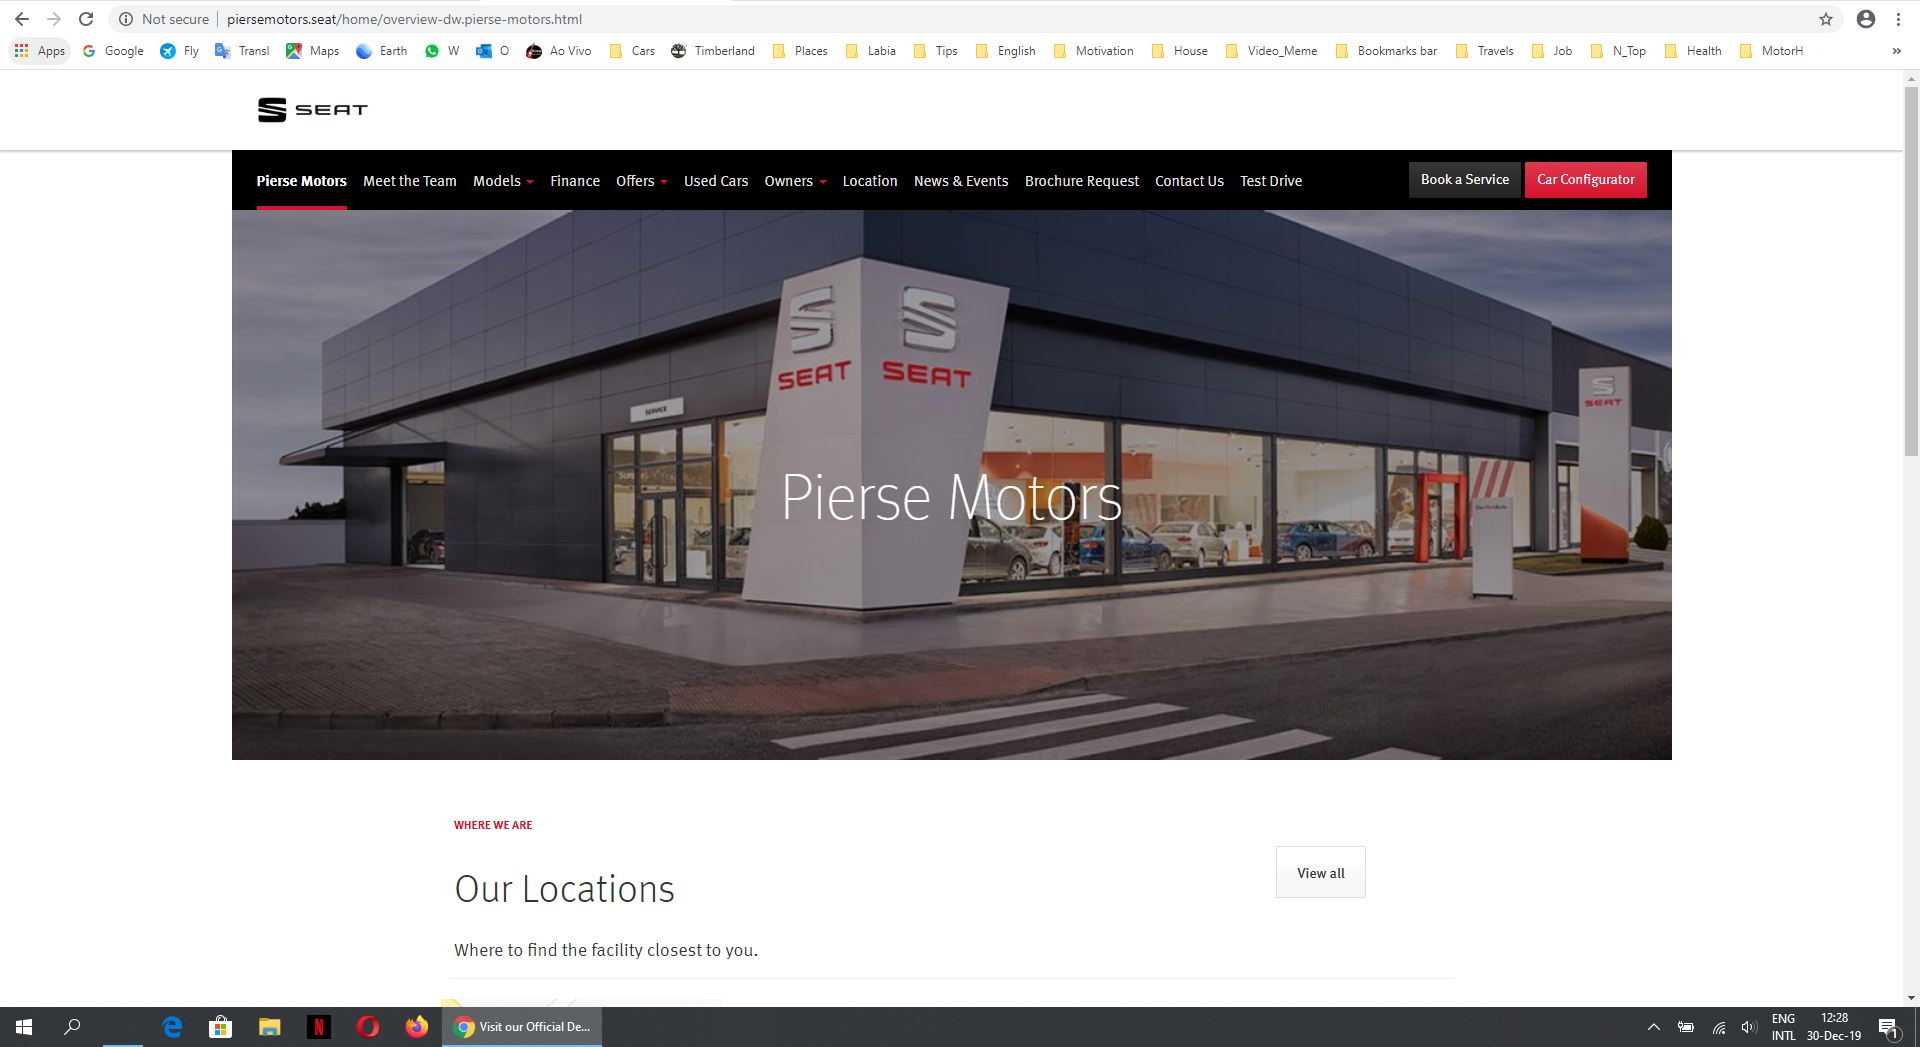 Not secure | piersemotors.seat/home/overview-dw.pierse-motors.html
Apps Google Fly Transl Maps Earth W O Ao Vivo Cars Timberland Places Labia Tips English Motivation House Video_Meme Bookmarks bar Travels Job N_Top Health MotorH »
SEAT
Pierse Motors Meet the Team Models Finance Offers Used Cars Owners Location News & Events Brochure Request Contact Us Test Drive Book a Service Car Configurator
SEAT SEAT
SEAT
SERVICE
Pierse Motors
WHERE WE ARE
Our Locations
View all
Where to find the facility closest to you.
Visit our Official De...
ENG
INTL
12:28
30-Dec-19
1